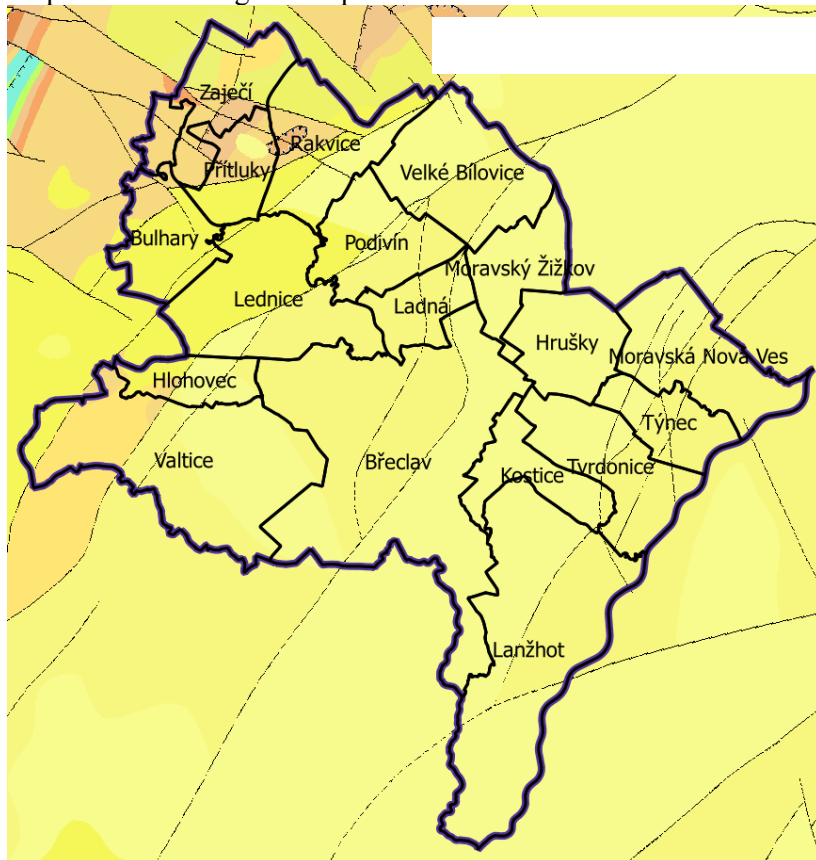 Zaječí
Rakvice
Přítluky
Velké Bílovice
Bulhary
Podivín
Moravský Žižkov
Lednice
Ladná
Hrušky
Moravská Nová Ves
Hlohovec
Týnec
Valtice
Břeclav
Kostice
Tvrdonice
Lanžhot